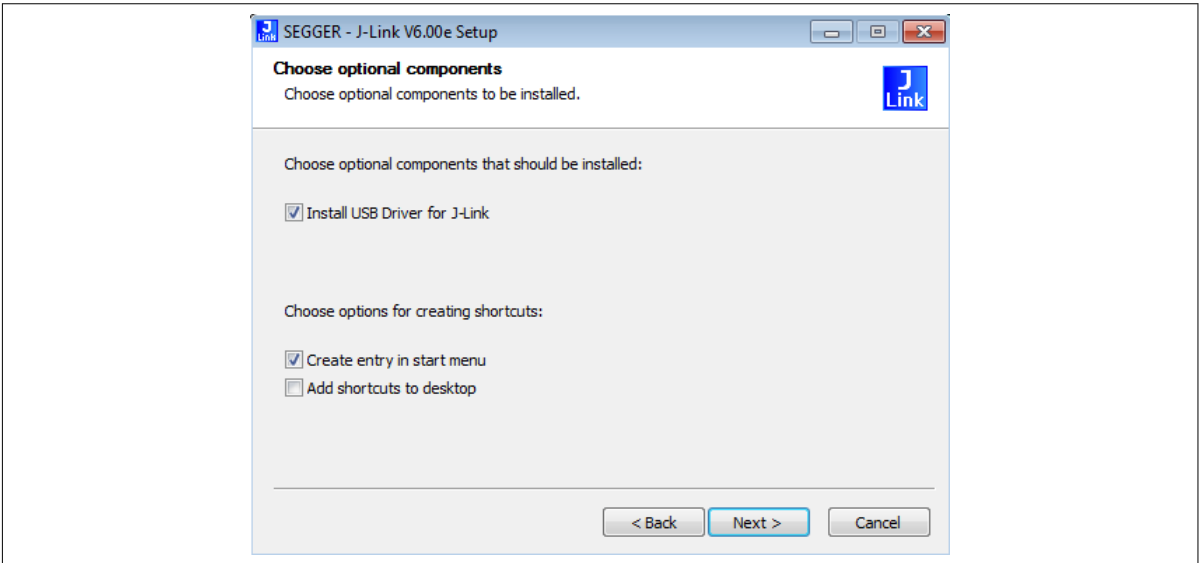 J
Link
SEGGER - J-Link V6.00e Setup
Choose optional components
Choose optional components to be installed.
J
Link
Choose optional components that should be installed:
Install USB Driver for J-Link
Choose options for creating shortcuts:
Create entry in start menu
Add shortcuts to desktop
< Back Next > Cancel